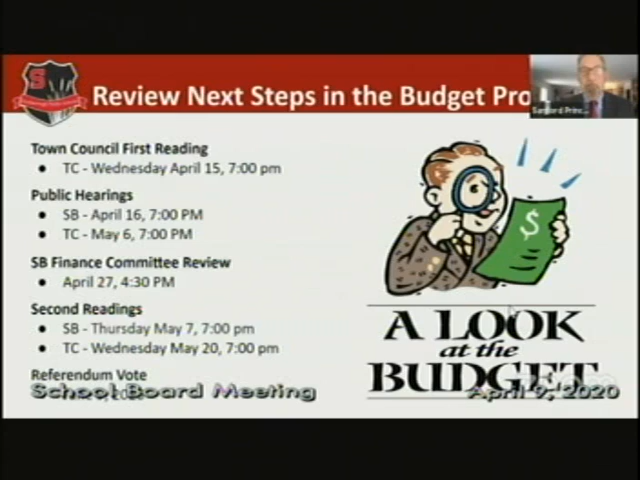 Review Next Steps in the Budget Pro
Town Council First Reading
• TC - Wednesday April 15, 7:00 pm
Public Hearings
• SB - April 16, 7:00 PM
• TC - May 6, 7:00 PM
SB Finance Committee Review
• April 27, 4:30 PM
Second Readings
• SB - Thursday May 7, 7:00 pm
• TC - Wednesday May 20, 7:00 pm
Referendum Vote
School Board Meeting
S
$
A LOOK
at the
BUDGET
April 9, 2020